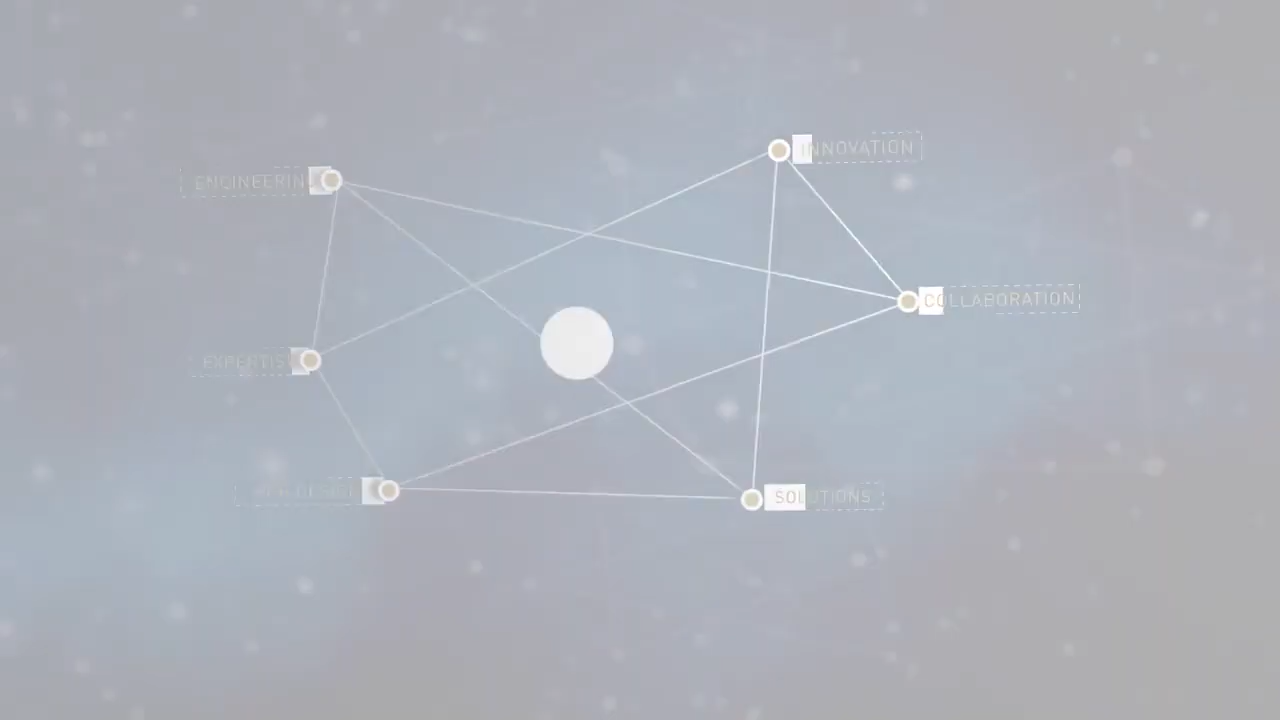 INNOVATION
ENGINEERIN
COLLABORATION
EXPERTIS
SOLUTIONS